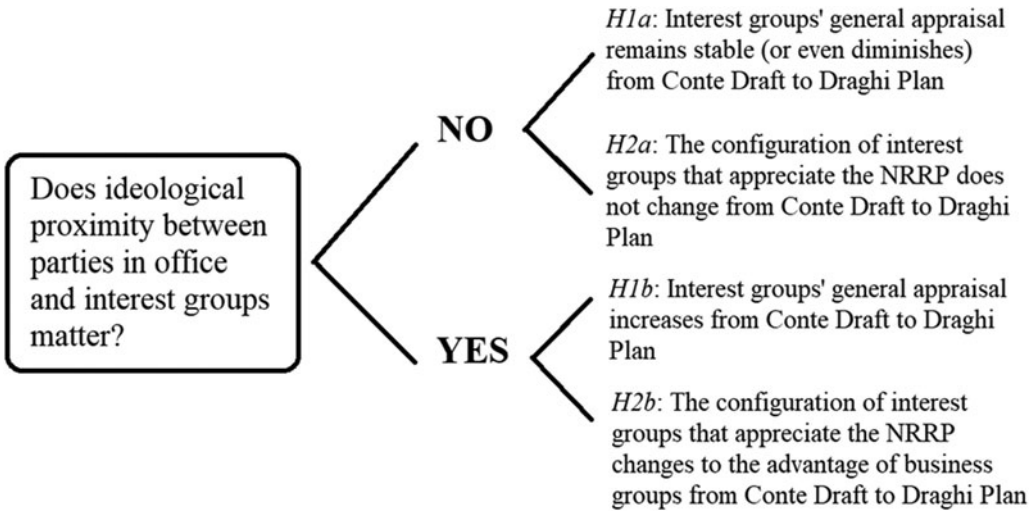 Does ideological
proximity between
parties in office
and interest groups
matter?
NO
H1a: Interest groups' general appraisal
remains stable (or even diminishes)
from Conte Draft to Draghi Plan
H2a: The configuration of interest
groups that appreciate the NRRP does
not change from Conte Draft to Draghi
Plan
YES
H1b: Interest groups' general appraisal
increases from Conte Draft to Draghi
Plan
H2b: The configuration of interest
groups that appreciate the NRRP
changes to the advantage of business
groups from Conte Draft to Draghi Plan